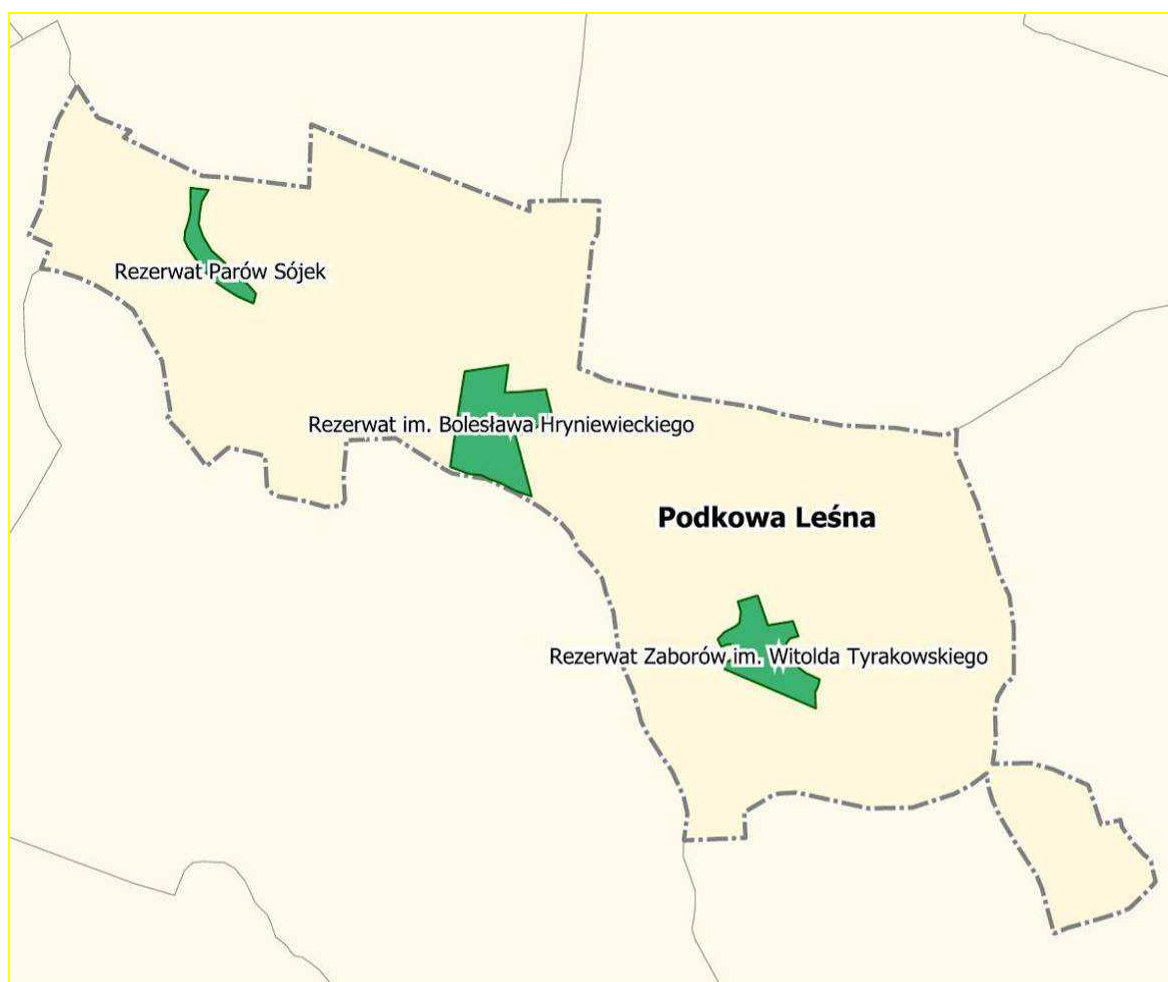 Rezerwat Parów Sójek
Rezerwat im. Bolesława Hryniewieckiego
Podkowa Leśna
Rezerwat Zaborów im. Witolda Tyrakowskiego